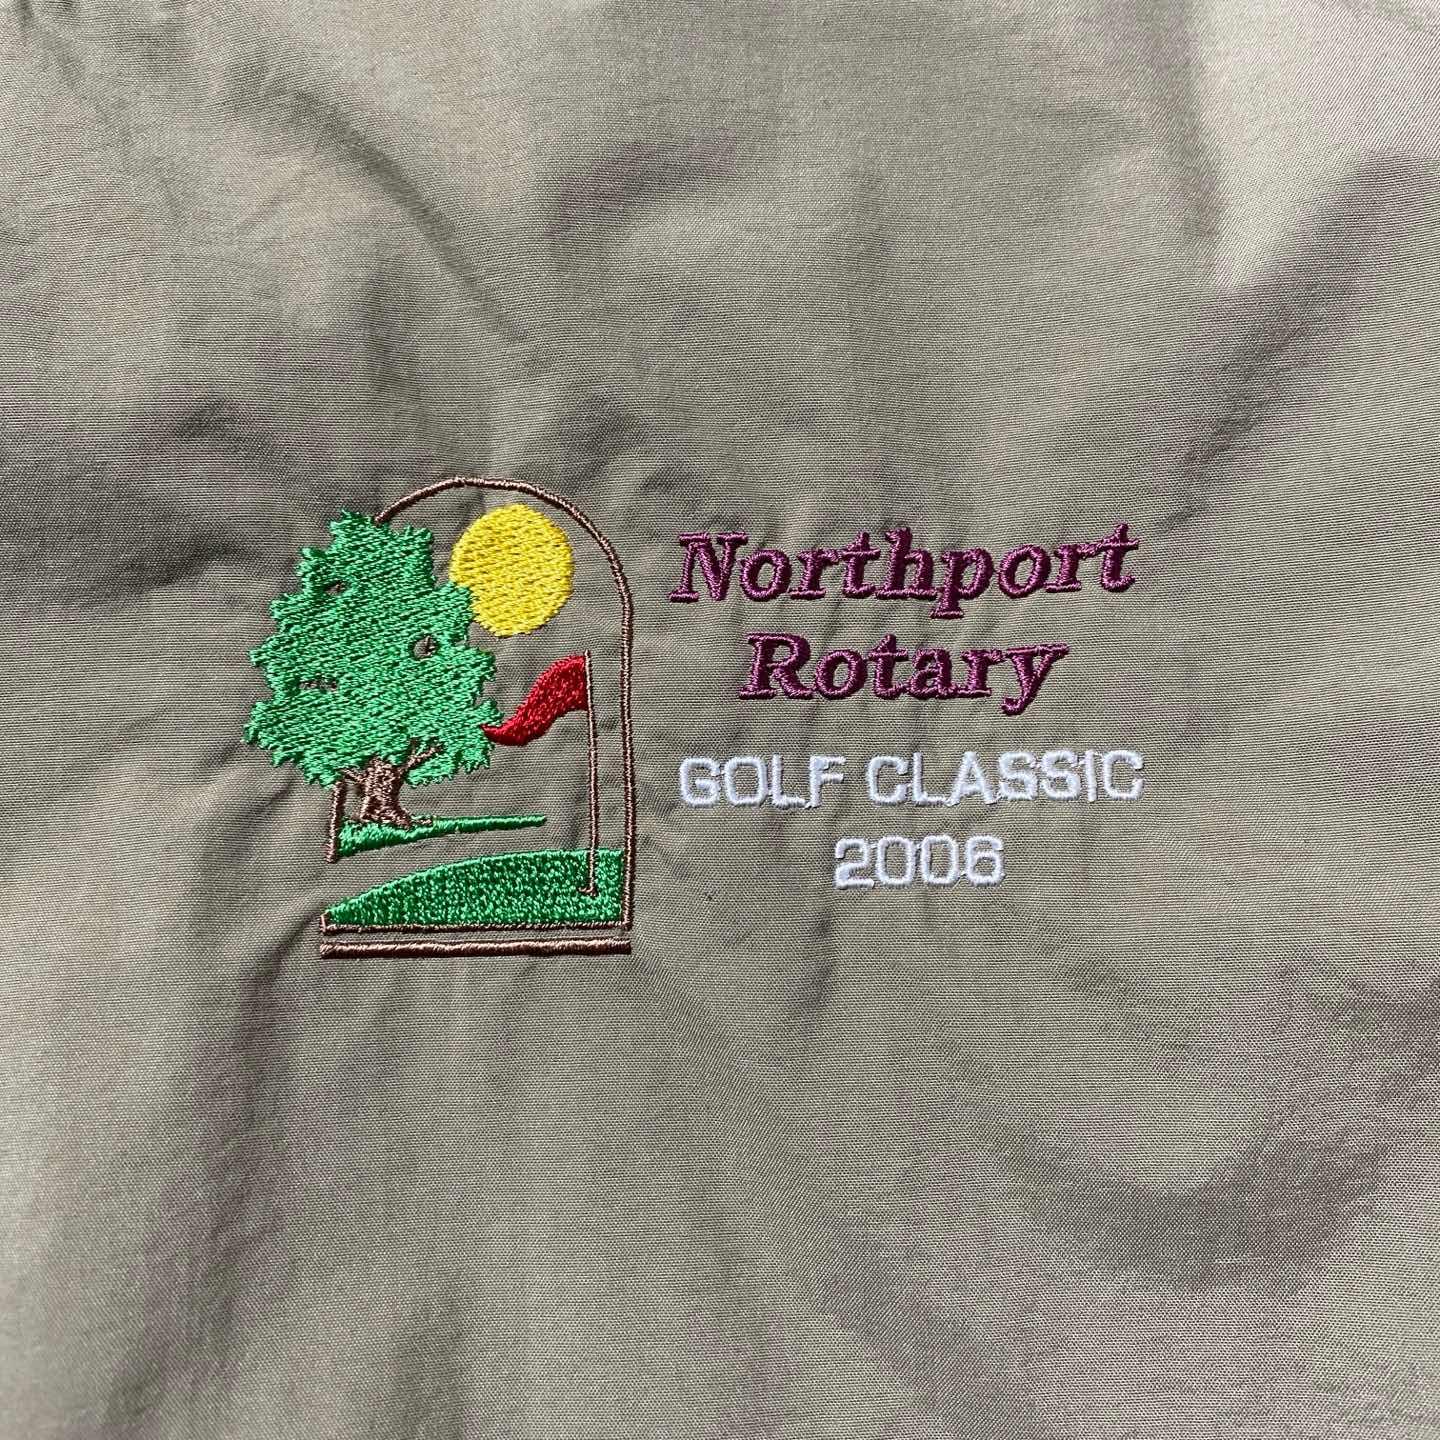 Northport
Rotary
GOLF CLASSIC
2006